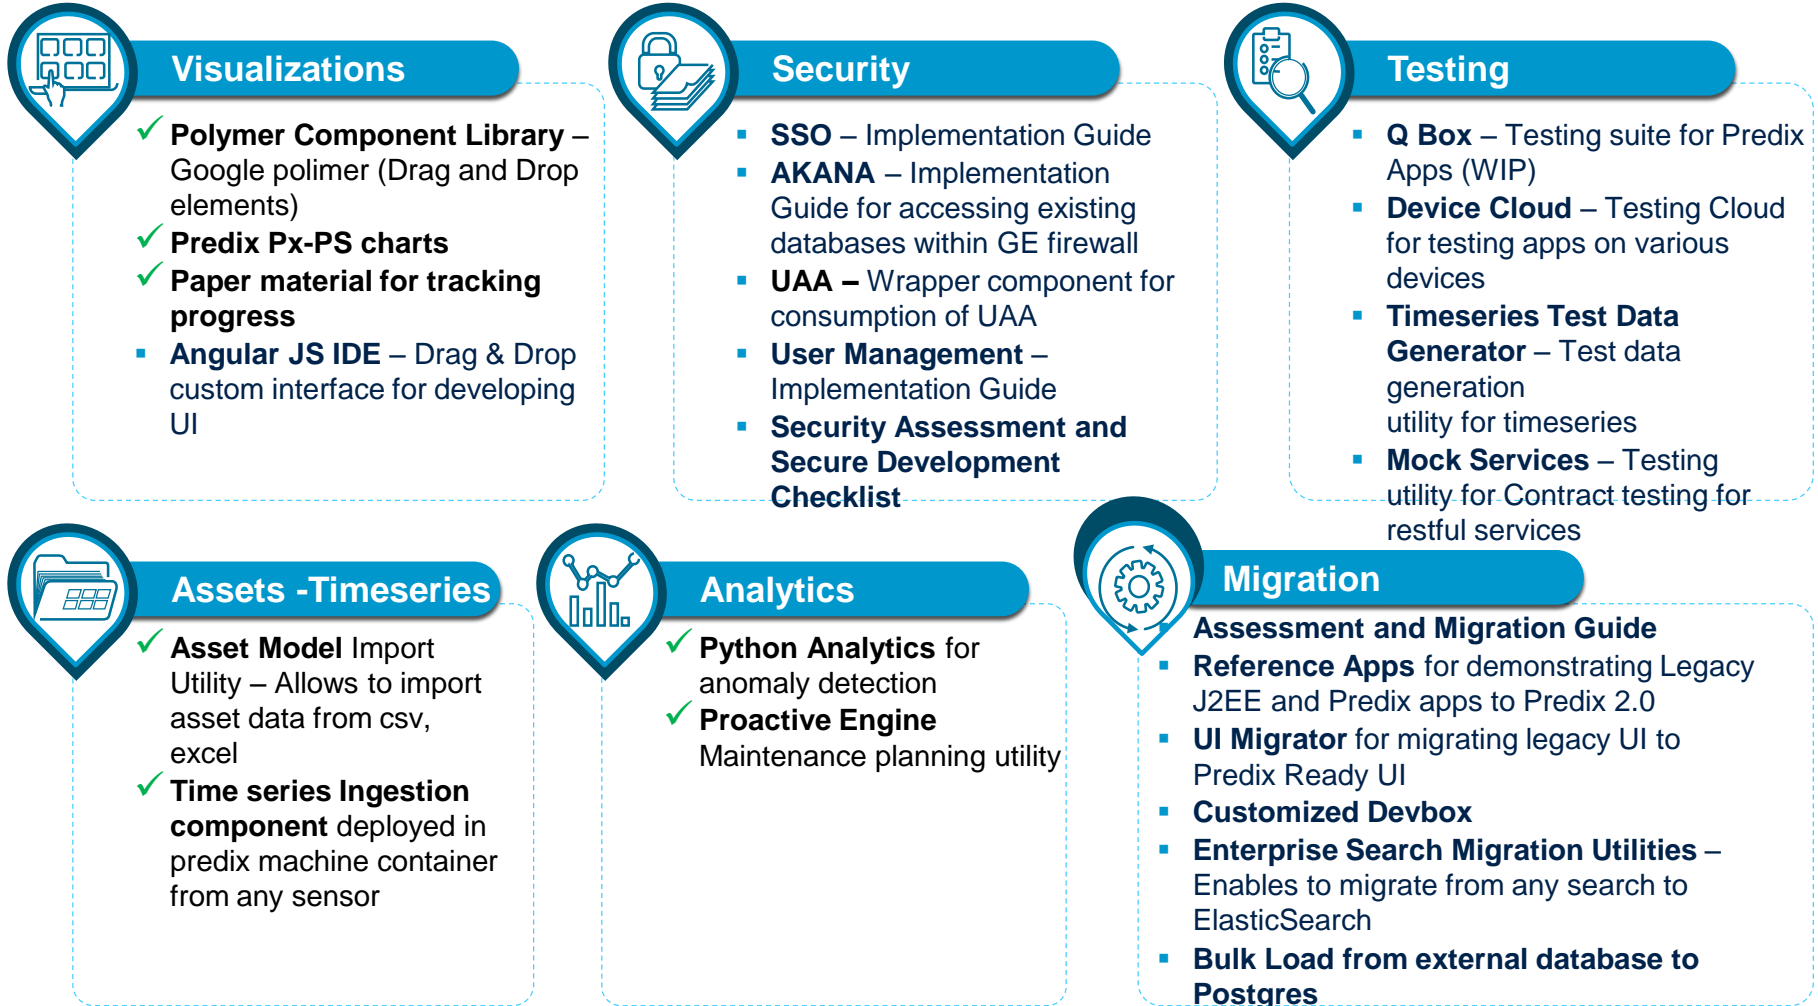 Visualizations
Polymer Component Library –
Google polimer (Drag and Drop
elements)
Predix Px-PS charts
Paper material for tracking
progress
Angular JS IDE – Drag & Drop
custom interface for developing
UI
Security
SSO – Implementation Guide
AKANA – Implementation
Guide for accessing existing
databases within GE firewall
UAA – Wrapper component for
consumption of UAA
User Management –
Implementation Guide
Security Assessment and
Secure Development
Checklist
Testing
Q Box – Testing suite for Predix
Apps (WIP)
Device Cloud – Testing Cloud
for testing apps on various
devices
Timeseries Test Data
Generator – Test data
generation
utility for timeseries
Mock Services – Testing
utility for Contract testing for
restful services
Assets -Timeseries
Asset Model Import
Utility – Allows to import
asset data from csv,
excel
Time series Ingestion
component deployed in
predix machine container
from any sensor
Analytics
Python Analytics for
anomaly detection
Proactive Engine
Maintenance planning utility
Migration
Assessment and Migration Guide
Reference Apps for demonstrating Legacy
J2EE and Predix apps to Predix 2.0
UI Migrator for migrating legacy UI to
Predix Ready UI
Customized Devbox
Enterprise Search Migration Utilities –
Enables to migrate from any search to
ElasticSearch
Bulk Load from external database to
Postgres